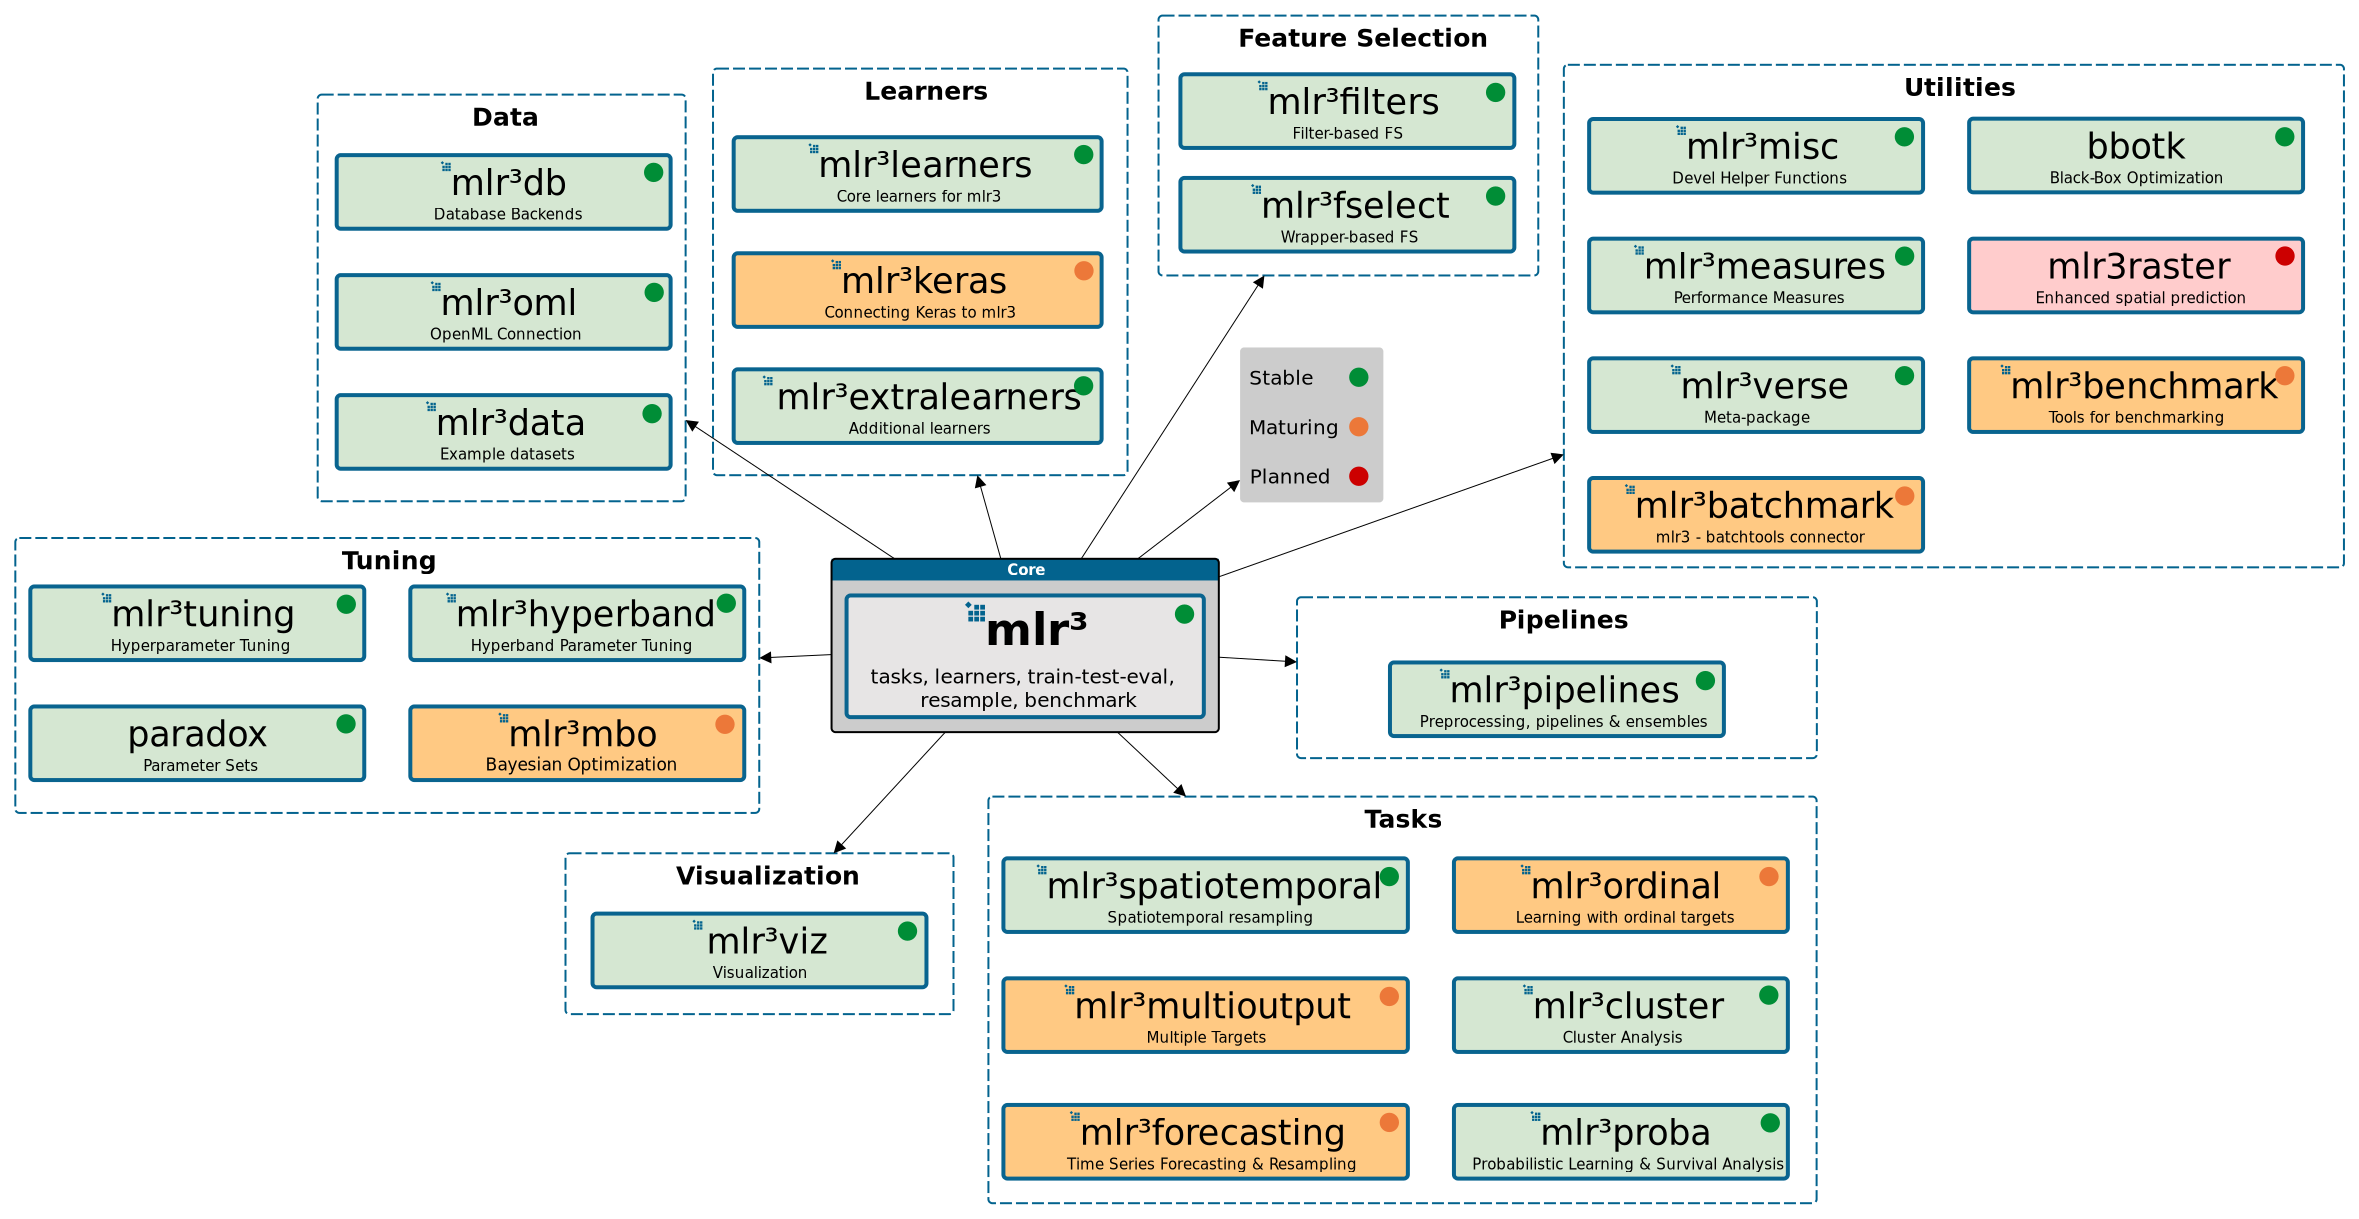 Feature Selection
mlr³filters
Filter-based FS
mlr³fselect
Wrapper-based FS
Learners
mlr³learners
Core learners for mlr3
mlr³keras
Connecting Keras to mlr3
mlr³extralearners
Additional learners
Data
mlr³db
Database Backends
mlr³oml
OpenML Connection
mlr³data
Example datasets
Utilities
mlr³misc
Devel Helper Functions
bbotk
Black-Box Optimization
mlr³measures
Performance Measures
mlr3raster
Enhanced spatial prediction
mlr³verse
Meta-package
mlr³benchmark
Tools for benchmarking
mlr³batchmark
mlr3 - batchtools connector
Stable
Maturing
Planned
Tuning
mlr³tuning
Hyperparameter Tuning
mlr³hyperband
Hyperband Parameter Tuning
paradox
Parameter Sets
mlr³mbo
Bayesian Optimization
Core
mlr³
tasks, learners, train-test-eval,
resample, benchmark
Pipelines
mlr³pipelines
Preprocessing, pipelines & ensembles
Visualization
mlr³viz
Visualization
Tasks
mlr³spatiotemporal
Spatiotemporal resampling
mlr³ordinal
Learning with ordinal targets
mlr³multioutput
Multiple Targets
mlr³cluster
Cluster Analysis
mlr³forecasting
Time Series Forecasting & Resampling
mlr³proba
Probabilistic Learning & Survival Analysis